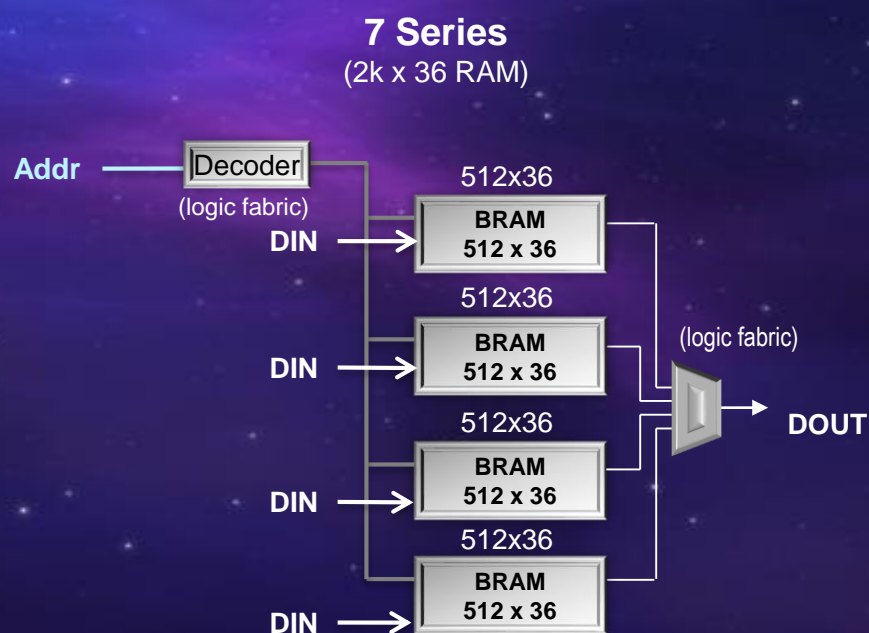 7 Series
(2k x 36 RAM)
Addr
Decoder
(logic fabric)
512x36
DIN
BRAM
512 x 36
512x36
DIN
BRAM
512 x 36
(logic fabric)
512x36
DIN
BRAM
512 x 36
DOUT
512x36
DIN
BRAM
512 x 36